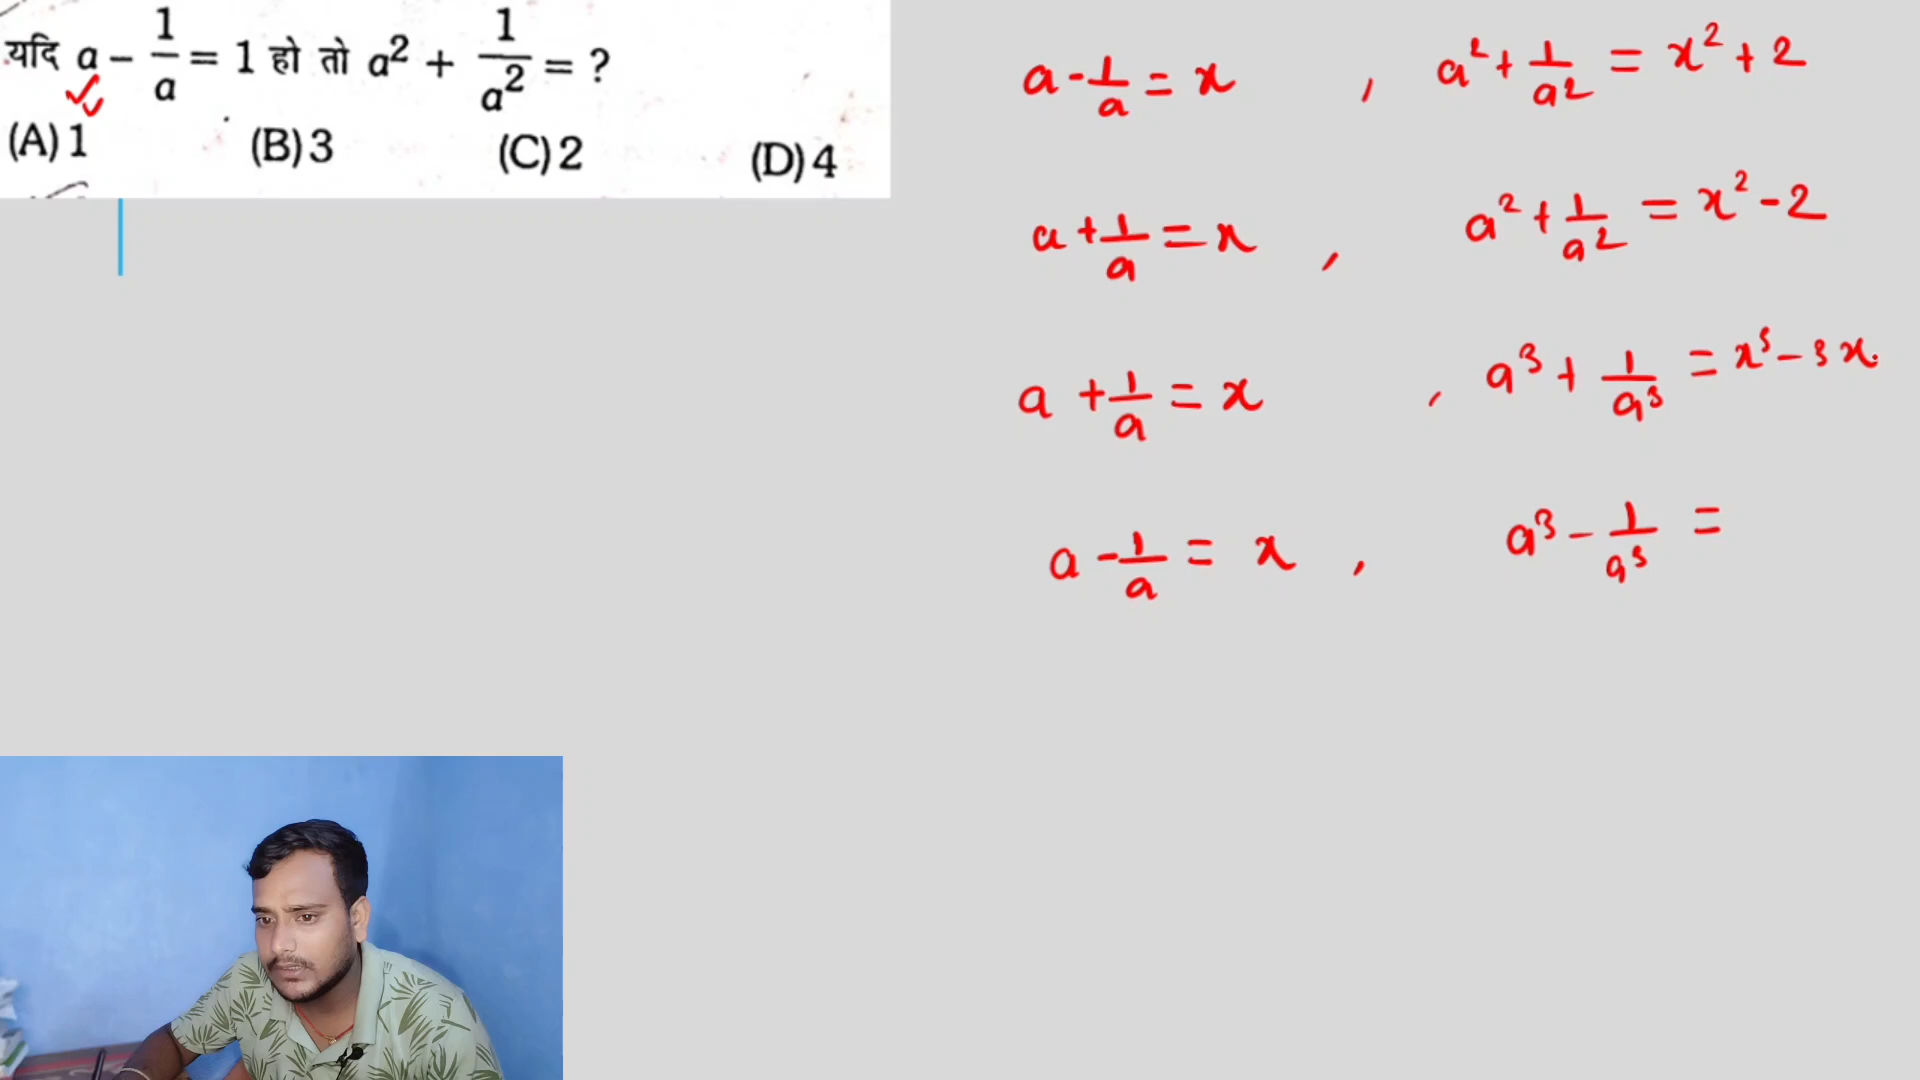 यदि a - 1/a = 1 हो तो a² + 1/a² = ?
(A) 1 (B) 3 (C) 2 (D) 4
a - 1/a = x , a² + 1/a² = x² + 2
a + 1/a = x , a² + 1/a² = x² - 2
a + 1/a = x , a³ + 1/a³ = x³ - 3x
a - 1/a = x , a³ - 1/a³ =